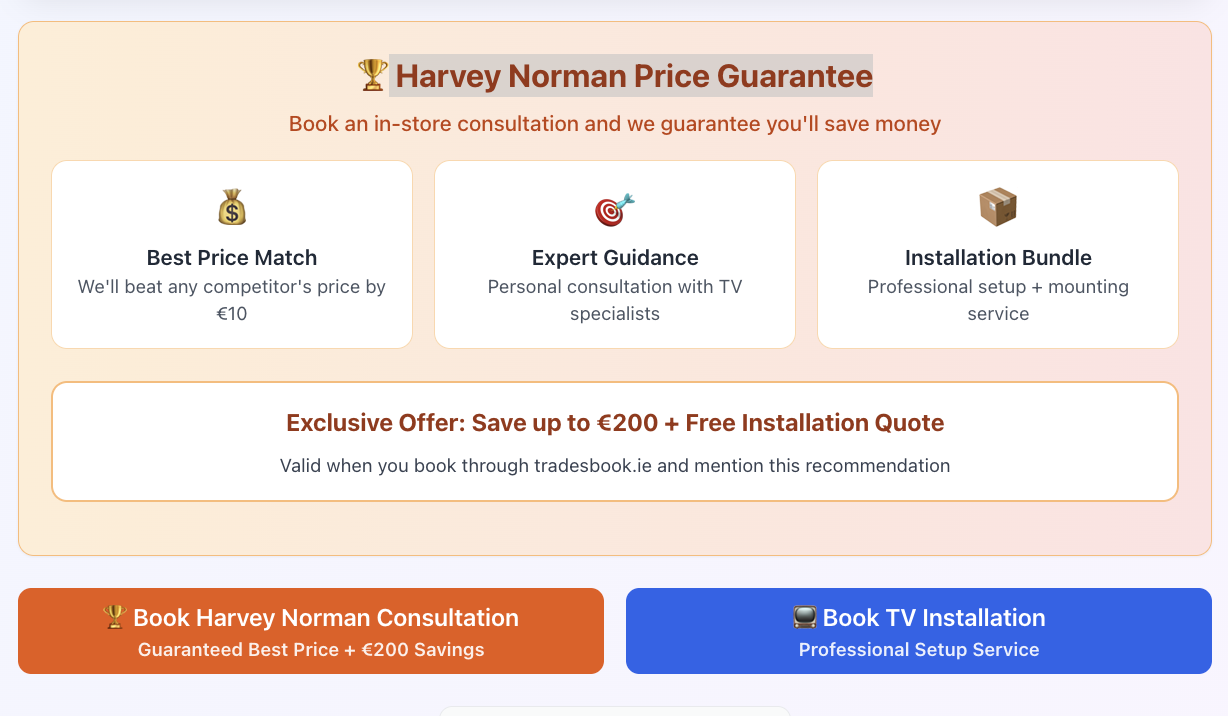 🏆 Harvey Norman Price Guarantee
Book an in-store consultation and we guarantee you'll save money
Best Price Match
We'll beat any competitor's price by
€10
Expert Guidance
Personal consultation with TV
specialists
Installation Bundle
Professional setup + mounting
service
Exclusive Offer: Save up to €200 + Free Installation Quote
Valid when you book through tradesbook.ie and mention this recommendation
🏆 Book Harvey Norman Consultation
Guaranteed Best Price + €200 Savings
📺 Book TV Installation
Professional Setup Service